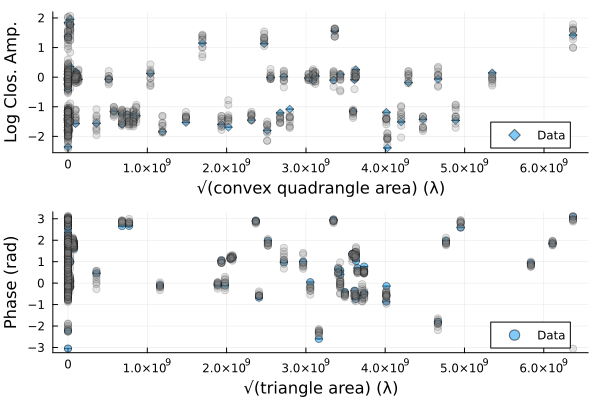 2
1
0
−1
−2
Log Clos. Amp.
Data
0 1.0×10⁹ 2.0×10⁹ 3.0×10⁹ 4.0×10⁹ 5.0×10⁹ 6.0×10⁹
√(convex quadrangle area) (λ)
3
2
1
0
−1
−2
−3
Phase (rad)
Data
0 1.0×10⁹ 2.0×10⁹ 3.0×10⁹ 4.0×10⁹ 5.0×10⁹ 6.0×10⁹
√(triangle area) (λ)